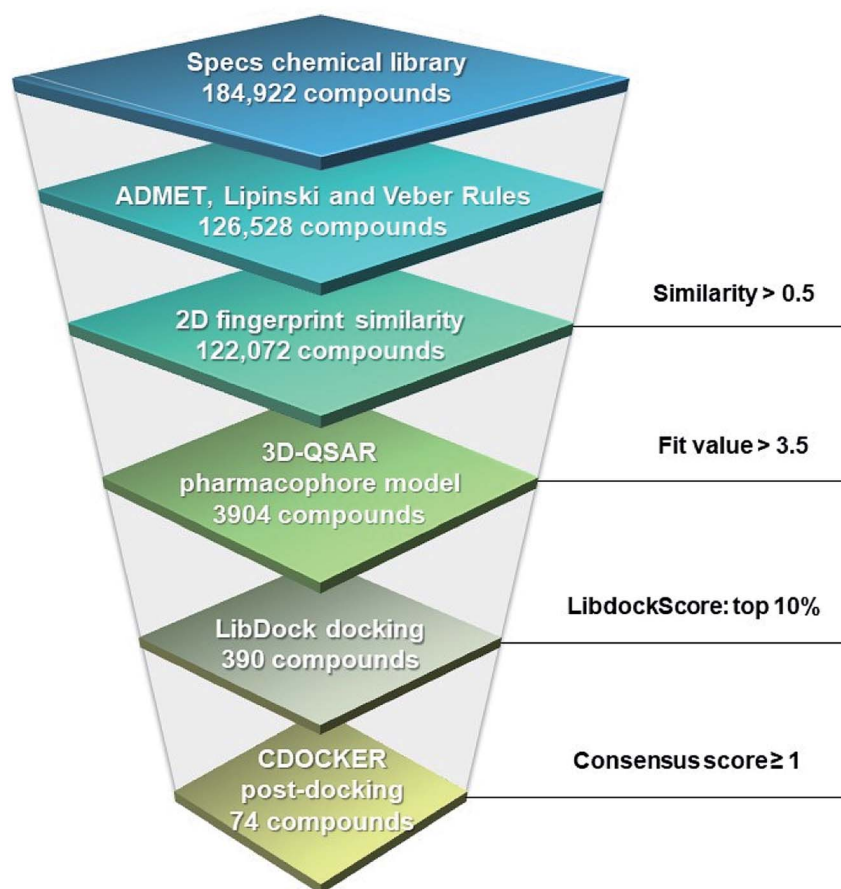 Specs chemical library
184,922 compounds
ADMET, Lipinski and Veber Rules
126,528 compounds
Similarity > 0.5
2D fingerprint similarity
122,072 compounds
Fit value > 3.5
3D-QSAR
pharmacophore model
3904 compounds
LibdockScore: top 10%
LibDock docking
390 compounds
Consensus score ≥ 1
CDOCKER
post-docking
74 compounds